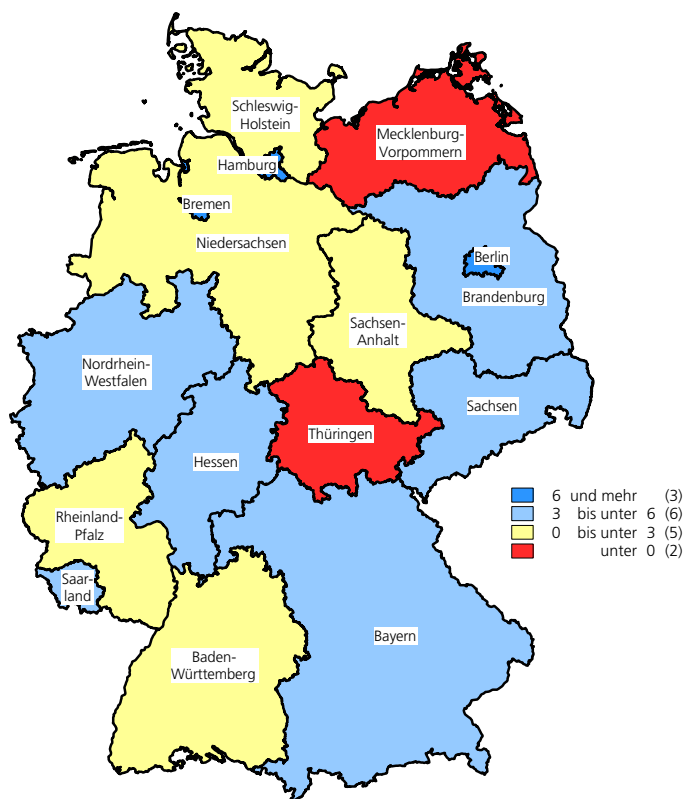 Schleswig-
Holstein
Mecklenburg-
Vorpommern
Hamburg
Bremen
Niedersachsen
Berlin
Brandenburg
Sachsen-
Anhalt
Nordrhein-
Westfalen
Sachsen
Thüringen
Hessen
Rheinland-
Pfalz
Saar-
land
Bayern
Baden-
Württemberg
6 und mehr (3)
3 bis unter 6 (6)
0 bis unter 3 (5)
unter 0 (2)